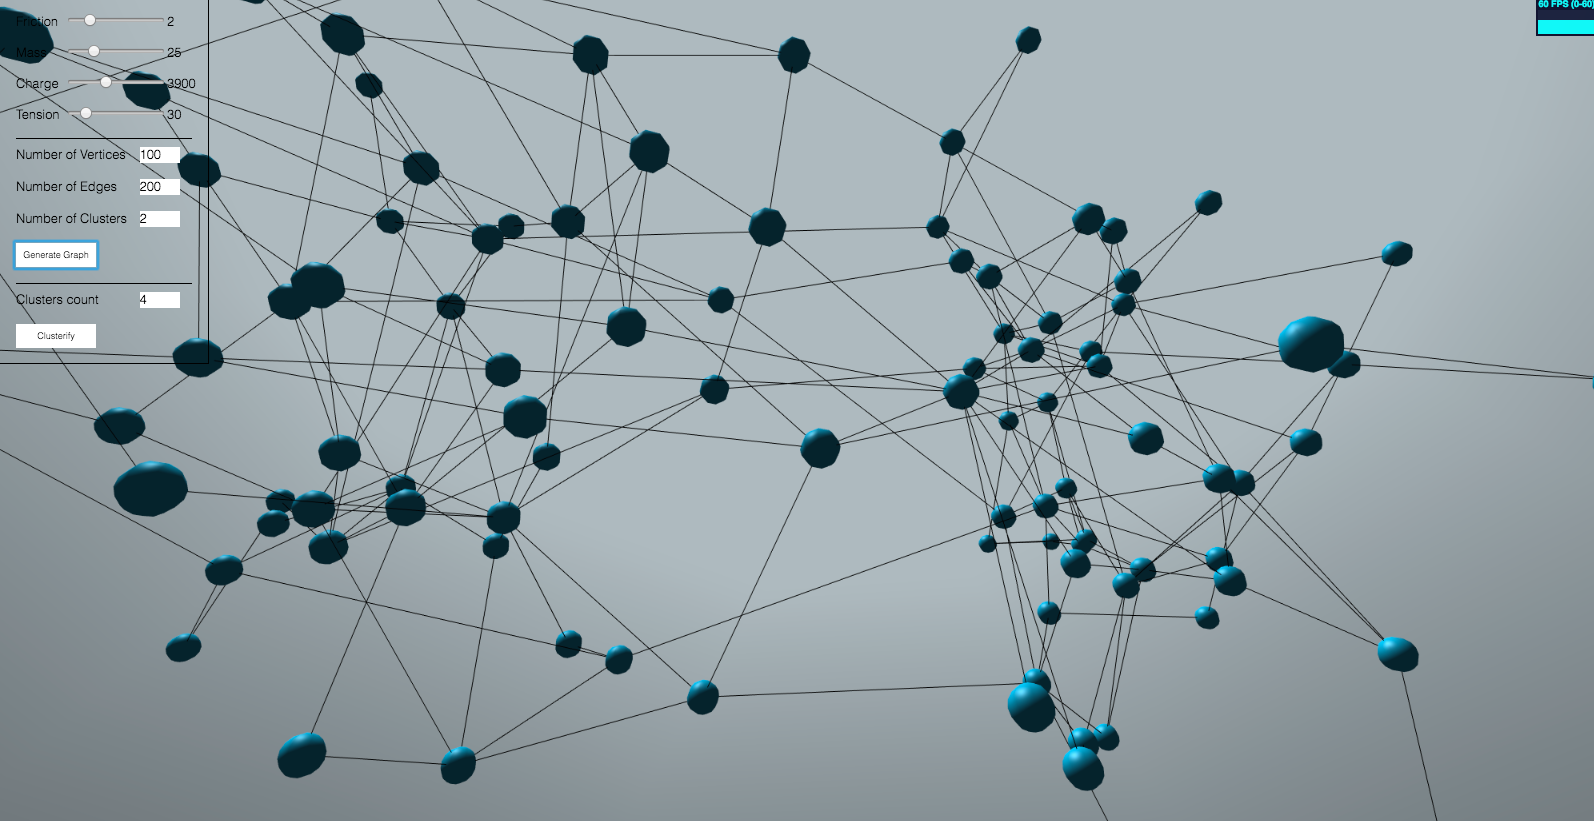 60 FPS (0-60)
Friction 2
Mass 25
Charge 3900
Tension 30
Number of Vertices 100
Number of Edges 200
Number of Clusters 2
Generate Graph
Clusters count 4
Clusterify